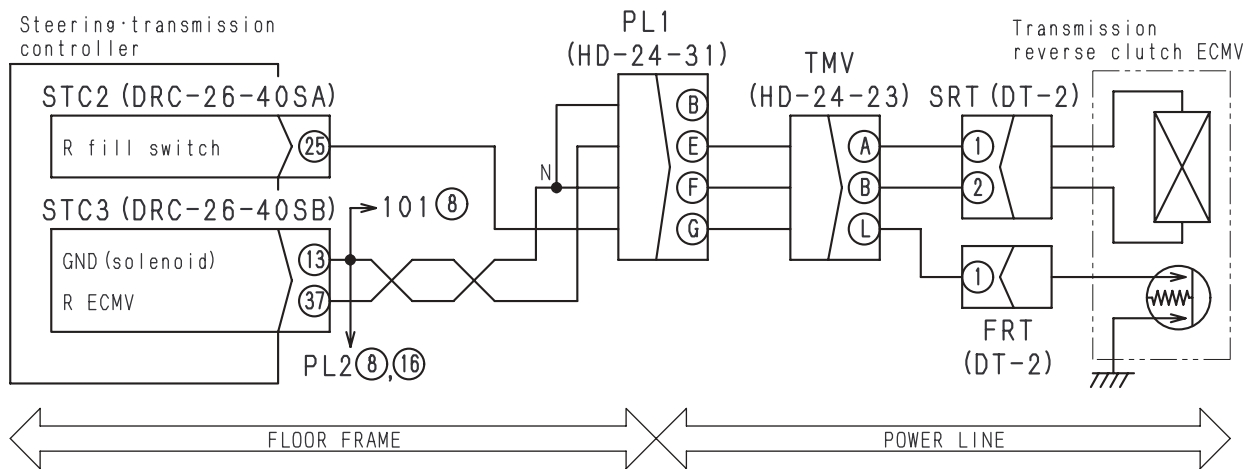 Steering·transmission
controller
STC2 (DRC-26-40SA)
R fill switch
25
STC3 (DRC-26-40SB)
GND (solenoid)
13
R ECMV
37
101 8
PL2 8, 16
N
PL1
(HD-24-31)
B
E
F
G
TMV
(HD-24-23)
A
B
L
SRT (DT-2)
1
2
1
FRT
(DT-2)
Transmission
reverse clutch ECMV
FLOOR FRAME
POWER LINE